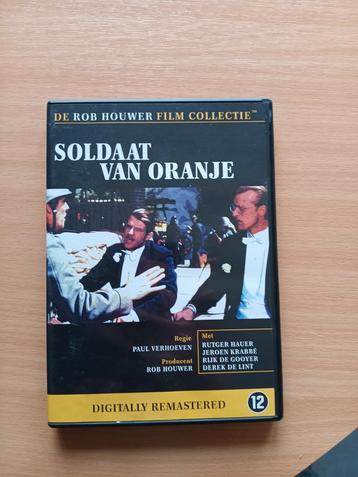 DE ROB HOUWER FILM COLLECTIE™
SOLDAAT
VAN ORANJE
Regie
PAUL VERHOEVEN
Producent
ROB HOUWER
Met
RUTGER HAUER
JEROEN KRABBÉ
RIJK DE GOOYER
DEREK DE LINT
DIGITALLY REMASTERED
12